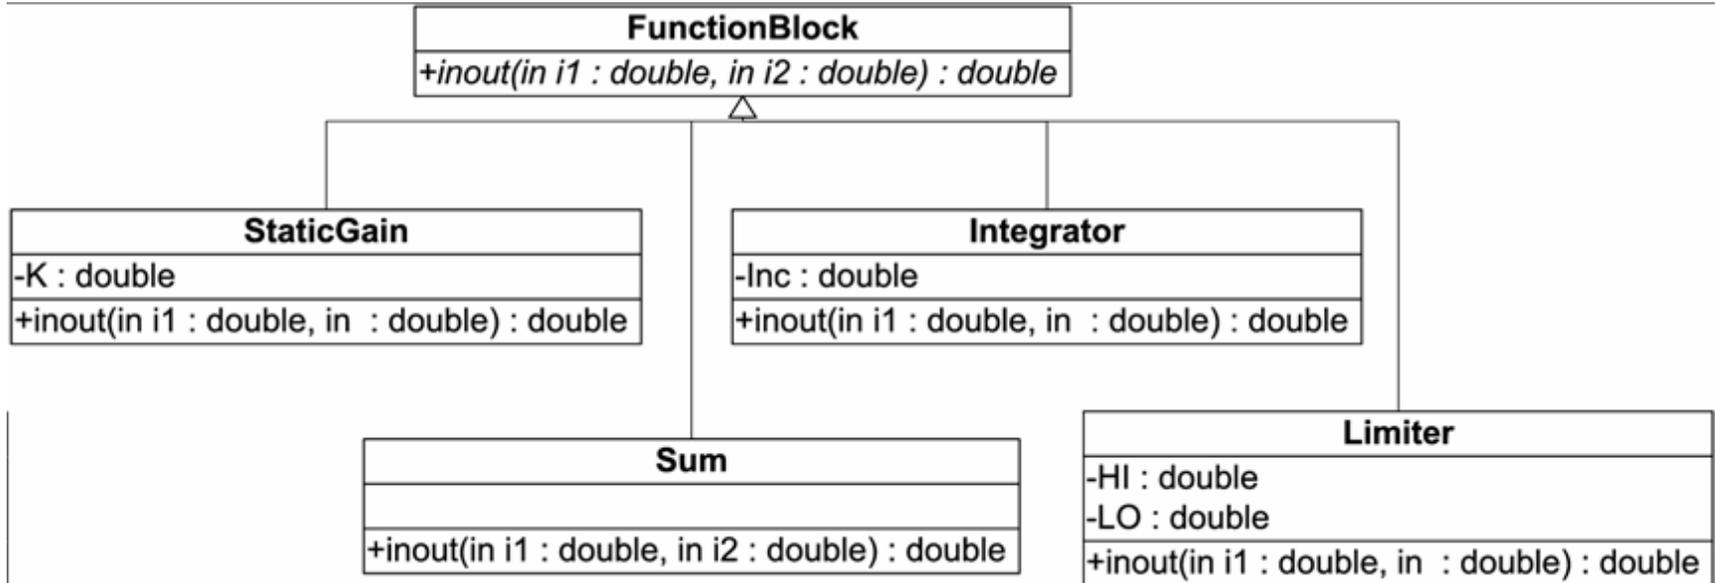 FunctionBlock
+inout(in i1 : double, in i2 : double) : double
StaticGain
-K : double
+inout(in i1 : double, in  : double) : double
Integrator
-Inc : double
+inout(in i1 : double, in  : double) : double
Sum
+inout(in i1 : double, in i2 : double) : double
Limiter
-HI : double
-LO : double
+inout(in i1 : double, in  : double) : double